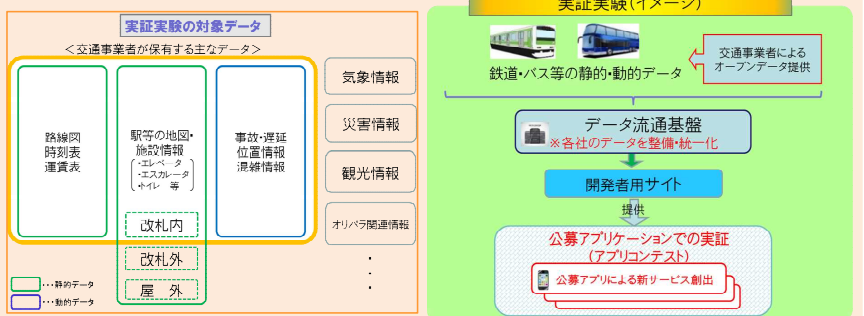 実証実験の対象データ
＜交通事業者が保有する主なデータ＞
路線図
時刻表
運賃表
駅等の地図・
施設情報
・エレベータ
・エスカレータ
・トイレ　等
改札内
改札外
屋　外
事故・遅延
位置情報
混雑情報
気象情報
災害情報
観光情報
オリパラ関連情報
・
・
・
・・・静的データ
・・・動的データ
実証実験（イメージ）
鉄道・バス等の静的・動的データ
交通事業者による
オープンデータ提供
データ流通基盤
※各社のデータを整備・統一化
開発者用サイト
提供
公募アプリケーションでの実証
（アプリコンテスト）
公募アプリによる新サービス創出